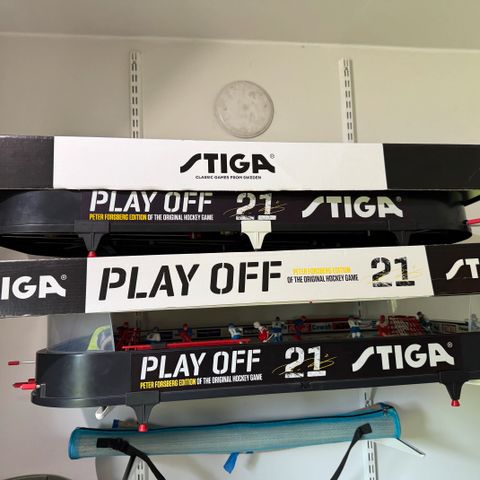 STIGA
CLASSIC GAMES FROM SWEDEN
PLAY OFF 21 STIGA
PETER FORSBERG EDITION OF THE ORIGINAL HOCKEY GAME
IGA PLAY OFF 21 ST
PETER FORSBERG EDITION
OF THE ORIGINAL HOCKEY GAME
PLAY OFF 21 STIGA
PETER FORSBERG EDITION OF THE ORIGINAL HOCKEY GAME